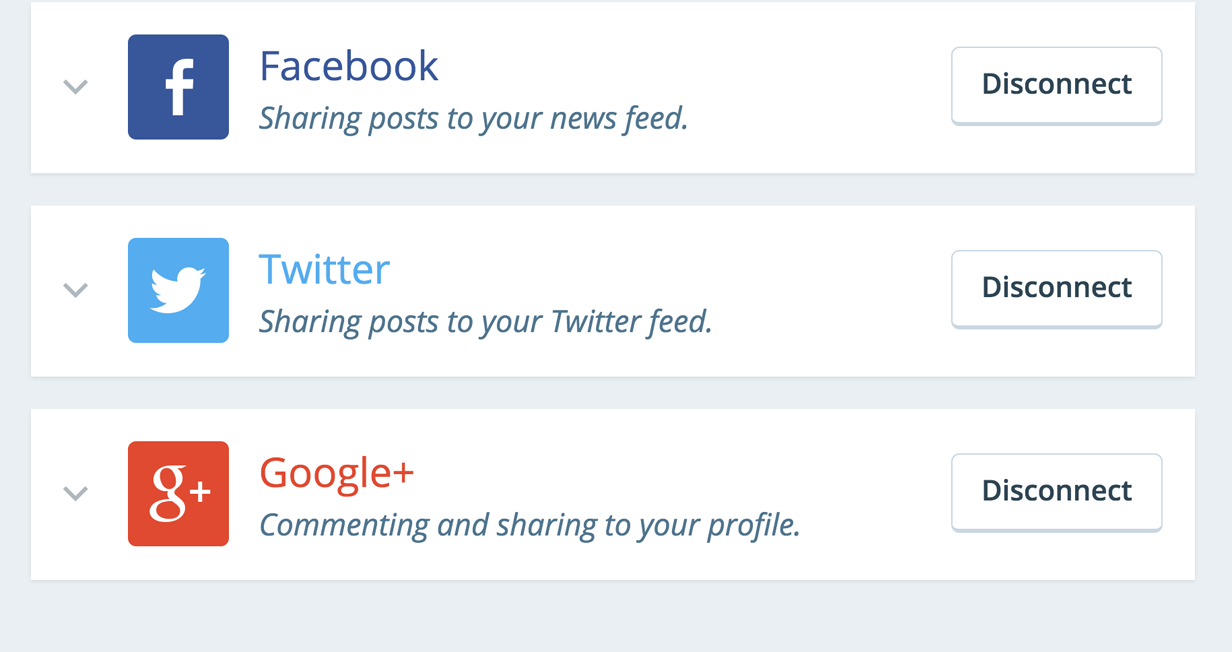 Facebook
Sharing posts to your news feed.
Disconnect
Twitter
Sharing posts to your Twitter feed.
Disconnect
g+
Google+
Commenting and sharing to your profile.
Disconnect